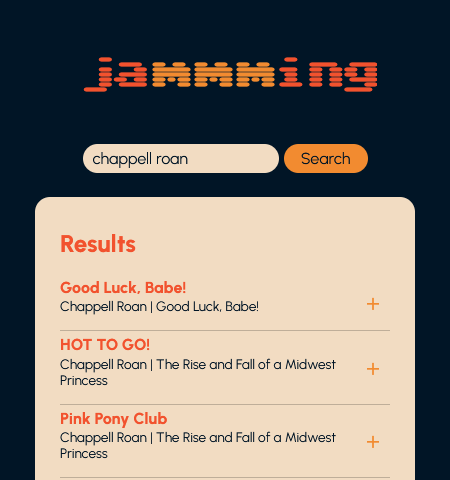 jammming
chappell roan
Search
Results
Good Luck, Babe!
Chappell Roan | Good Luck, Babe!
+
HOT TO GO!
Chappell Roan | The Rise and Fall of a Midwest
Princess
+
Pink Pony Club
Chappell Roan | The Rise and Fall of a Midwest
Princess
+